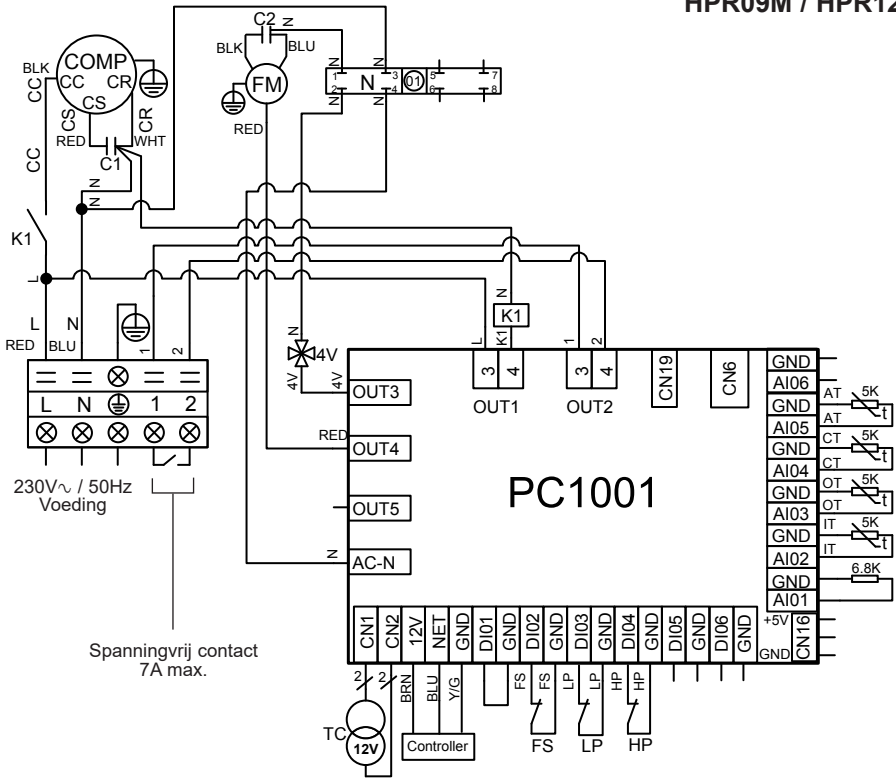 HPR09M / HPR12
COMP
CC
CR
CS
BLK
CC
CS
CR
RED
WHT
C1
CC
N
N
K1
L
C2
N
BLK
BLU
FM
RED
N
N
1
2
N
3
4
01
5
6
7
8
N
N
L
N
RED
BLU
1
2
L
N
1
2
230V∿ / 50Hz
Voeding
Spanningvrij contact
7A max.
N
4V
4V
4V
RED
N
N
K1
L
K1
1
2
3
4
3
4
OUT1
OUT2
CN19
CN6
OUT3
OUT4
OUT5
AC-N
PC1001
GND
AI06
GND
AI05
GND
AI04
GND
AI03
GND
AI02
GND
AI01
AT
5K
t
AT
CT
5K
t
CT
OT
5K
t
OT
IT
5K
t
IT
6.8K
+5V
CN16
GND
CN1
CN2
12V
NET
GND
DI01
GND
DI02
GND
DI03
GND
DI04
GND
DI05
GND
DI06
GND
2
2
BRN
BLU
Y/G
FS
FS
LP
LP
HP
HP
TC
12V
Controller
FS
LP
HP